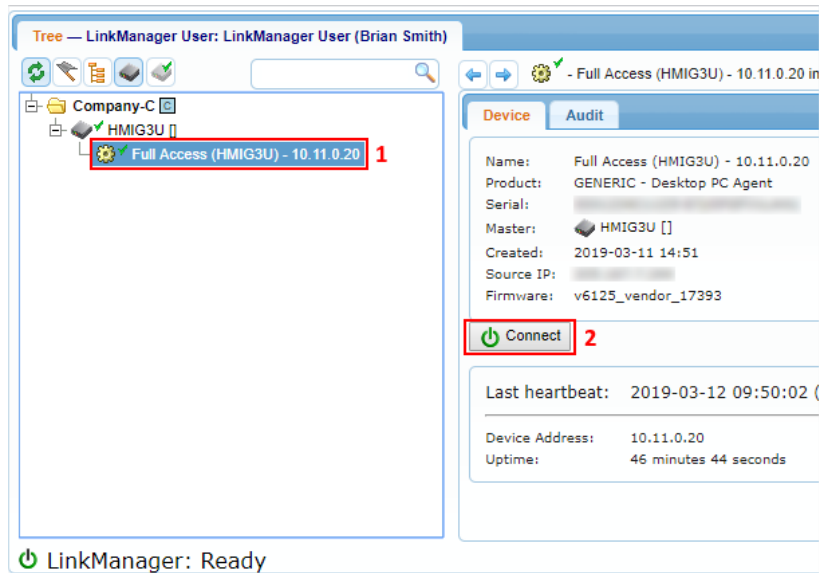 Tree — LinkManager User: LinkManager User (Brian Smith)
- Full Access (HMIG3U) - 10.11.0.20 in
Company-C C
HMIG3U []
Full Access (HMIG3U) - 10.11.0.20 1
Device Audit
Name: Full Access (HMIG3U) - 10.11.0.20
Product: GENERIC - Desktop PC Agent
Serial:
Master: HMIG3U []
Created: 2019-03-11 14:51
Source IP:
Firmware: v6125_vendor_17393
Connect 2
Last heartbeat: 2019-03-12 09:50:02 (
Device Address: 10.11.0.20
Uptime: 46 minutes 44 seconds
LinkManager: Ready